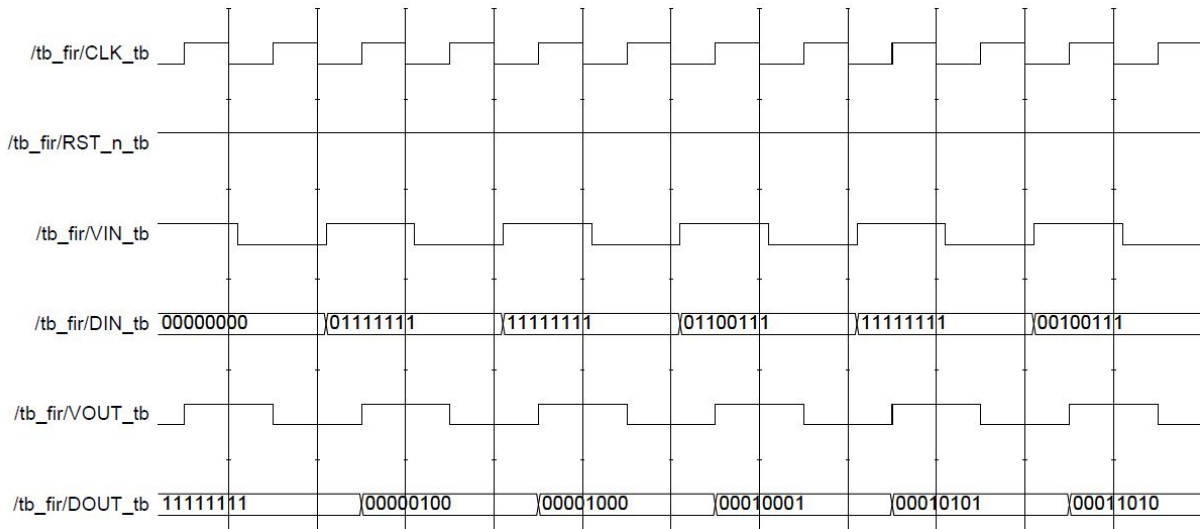 /tb_fir/CLK_tb
/tb_fir/RST_n_tb
/tb_fir/VIN_tb
/tb_fir/DIN_tb 00000000 01111111 11111111 01100111 11111111 00100111
/tb_fir/VOUT_tb
/tb_fir/DOUT_tb 11111111 00000100 00001000 00010001 00010101 00011010